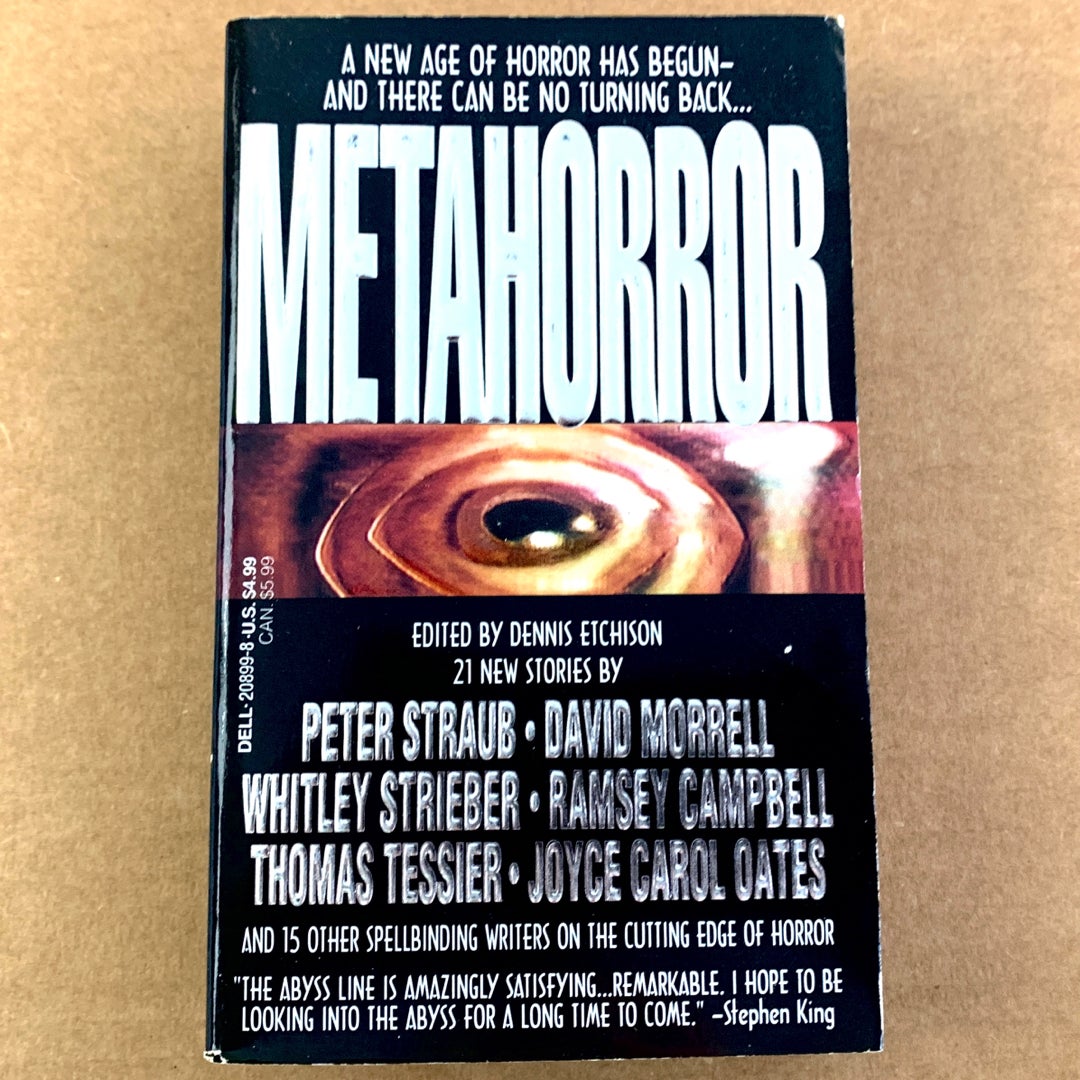 A NEW AGE OF HORROR HAS BEGUN–
AND THERE CAN BE NO TURNING BACK...
METAHORROR
DELL·20899-8·U.S.$4.99
CAN. $5.99
EDITED BY DENNIS ETCHISON
21 NEW STORIES BY
PETER STRAUB • DAVID MORRELL
WHITLEY STRIEBER • RAMSEY CAMPBELL
THOMAS TESSIER • JOYCE CAROL OATES
AND 15 OTHER SPELLBINDING WRITERS ON THE CUTTING EDGE OF HORROR
"THE ABYSS LINE IS AMAZINGLY SATISFYING...REMARKABLE. I HOPE TO BE
LOOKING INTO THE ABYSS FOR A LONG TIME TO COME." –Stephen King